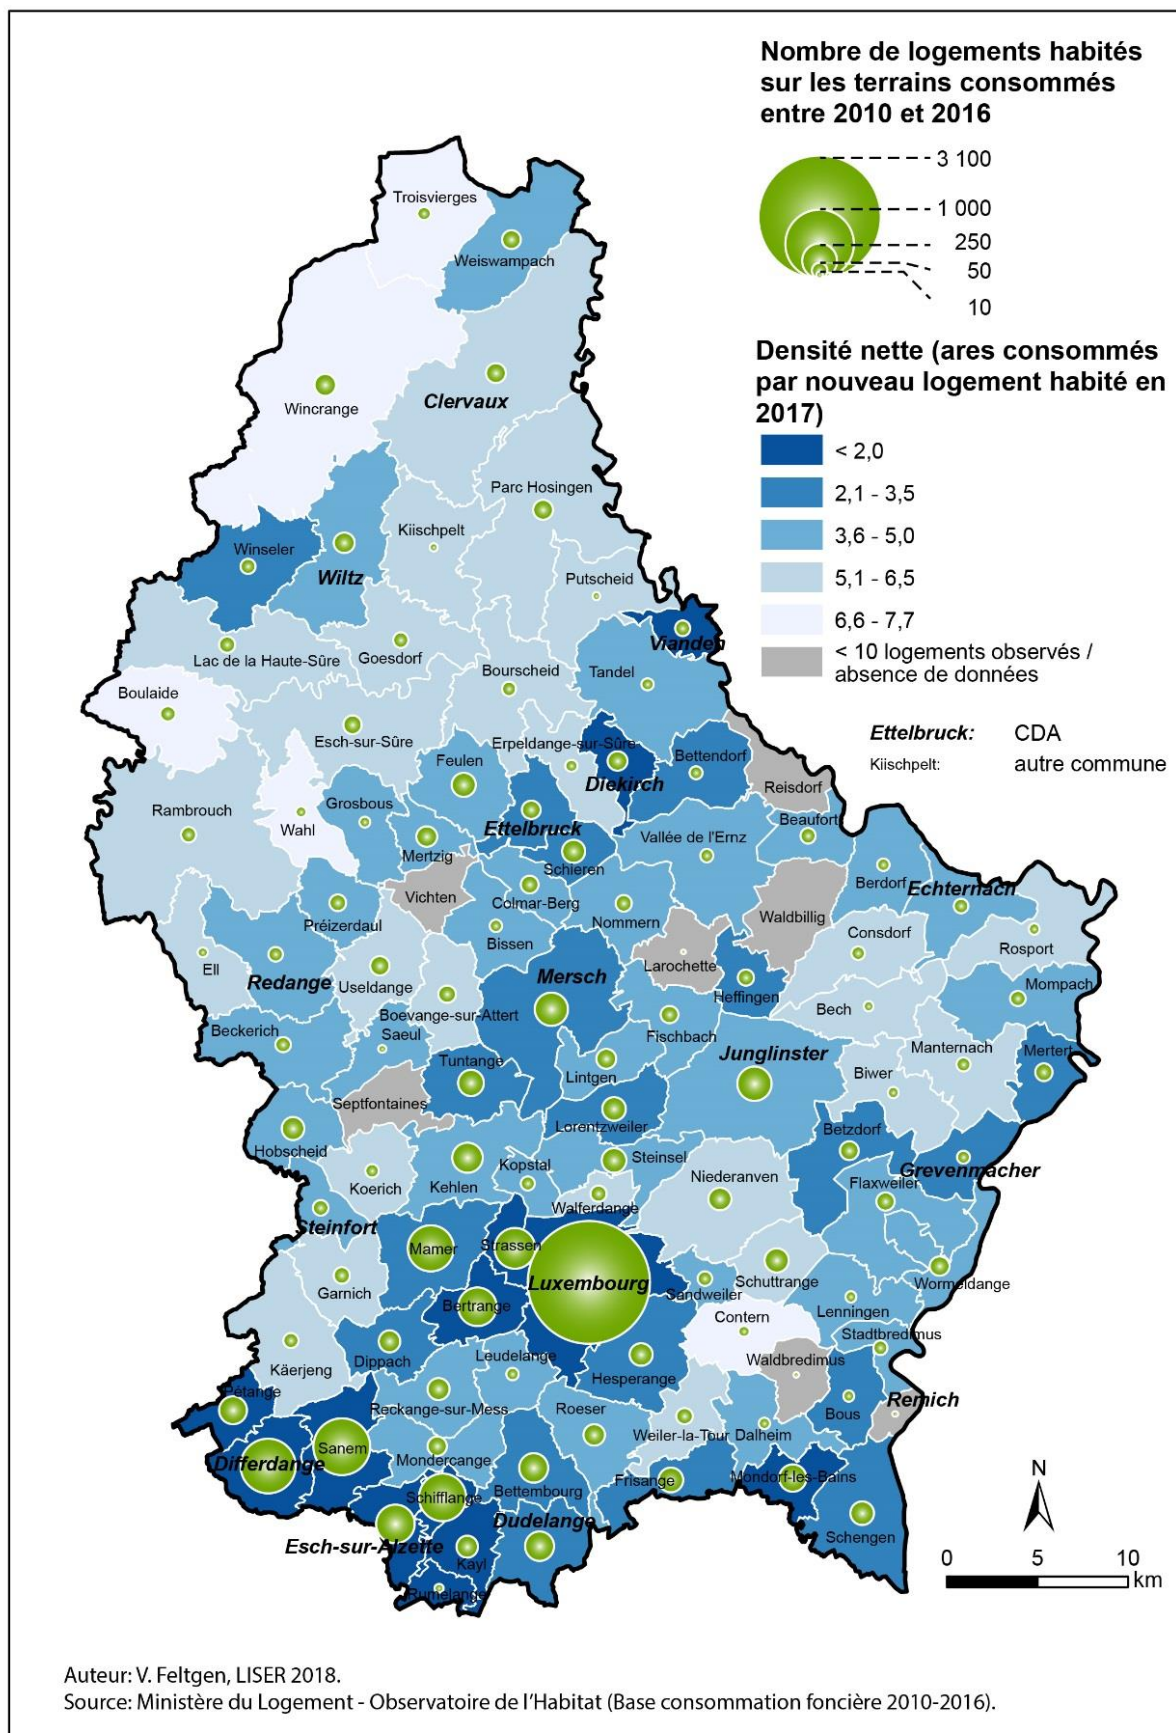 Nombre de logements habités
sur les terrains consommés
entre 2010 et 2016
3 100
1 000
250
50
10
Densité nette (ares consommés
par nouveau logement habité en
2017)
< 2,0
2,1 - 3,5
3,6 - 5,0
5,1 - 6,5
6,6 - 7,7
< 10 logements observés /
absence de données
Ettelbruck: CDA
Kiischpelt: autre commune
Troisvierges
Weiswampach
Wincrange
Clervaux
Parc Hosingen
Kiischpelt
Winseler
Wiltz
Putscheid
Vianden
Lac de la Haute-Sûre
Goesdorf
Bourscheid
Tandel
Boulaide
Esch-sur-Sûre
Erpeldange-sur-Sûre
Feulen
Diekirch
Bettendorf
Reisdorf
Rambrouch
Wahl
Grosbous
Mertzig
Ettelbruck
Schieren
Vallée de l'Ernz
Beaufort
Berdorf
Echternach
Vichten
Colmar-Berg
Nommern
Waldbillig
Consdorf
Rosport
Préizerdaul
Bissen
Larochette
Ell
Redange
Useldange
Mersch
Heffingen
Mompach
Boevange-sur-Attert
Bech
Beckerich
Saeul
Fischbach
Junglinster
Manternach
Mertert
Tuntange
Lintgen
Biwer
Septfontaines
Lorentzweiler
Hobscheid
Betzdorf
Grevenmacher
Koerich
Kehlen
Kopstal
Steinsel
Niederanven
Flaxweiler
Walferdange
Steinfort
Mamer
Strassen
Luxembourg
Schuttrange
Wormeldange
Garnich
Bertrange
Sandweiler
Lenningen
Contern
Stadtbredimus
Käerjeng
Dippach
Leudelange
Hesperange
Waldbredimus
Pétange
Reckange-sur-Mess
Roeser
Bous
Remich
Weiler-la-Tour
Dalheim
Differdange
Sanem
Mondercange
Bettembourg
Frisange
Mondorf-les-Bains
Schifflange
Dudelange
Schengen
Esch-sur-Alzette
Kayl
Rumelange
N
0 5 10
km
Auteur: V. Feltgen, LISER 2018.
Source: Ministère du Logement - Observatoire de l'Habitat (Base consommation foncière 2010-2016).